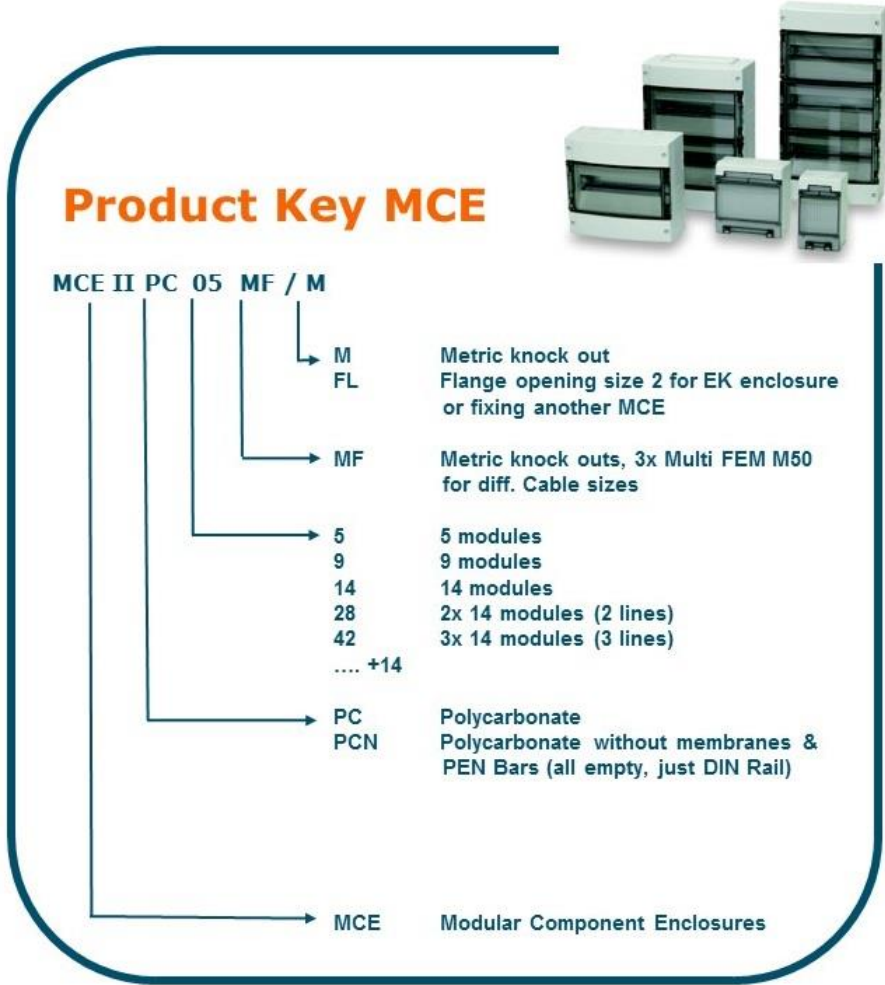 Product Key MCE
MCE II PC 05 MF / M
M Metric knock out
FL Flange opening size 2 for EK enclosure
or fixing another MCE
MF Metric knock outs, 3x Multi FEM M50
for diff. Cable sizes
5 5 modules
9 9 modules
14 14 modules
28 2x 14 modules (2 lines)
42 3x 14 modules (3 lines)
.... +14
PC Polycarbonate
PCN Polycarbonate without membranes &
PEN Bars (all empty, just DIN Rail)
MCE Modular Component Enclosures